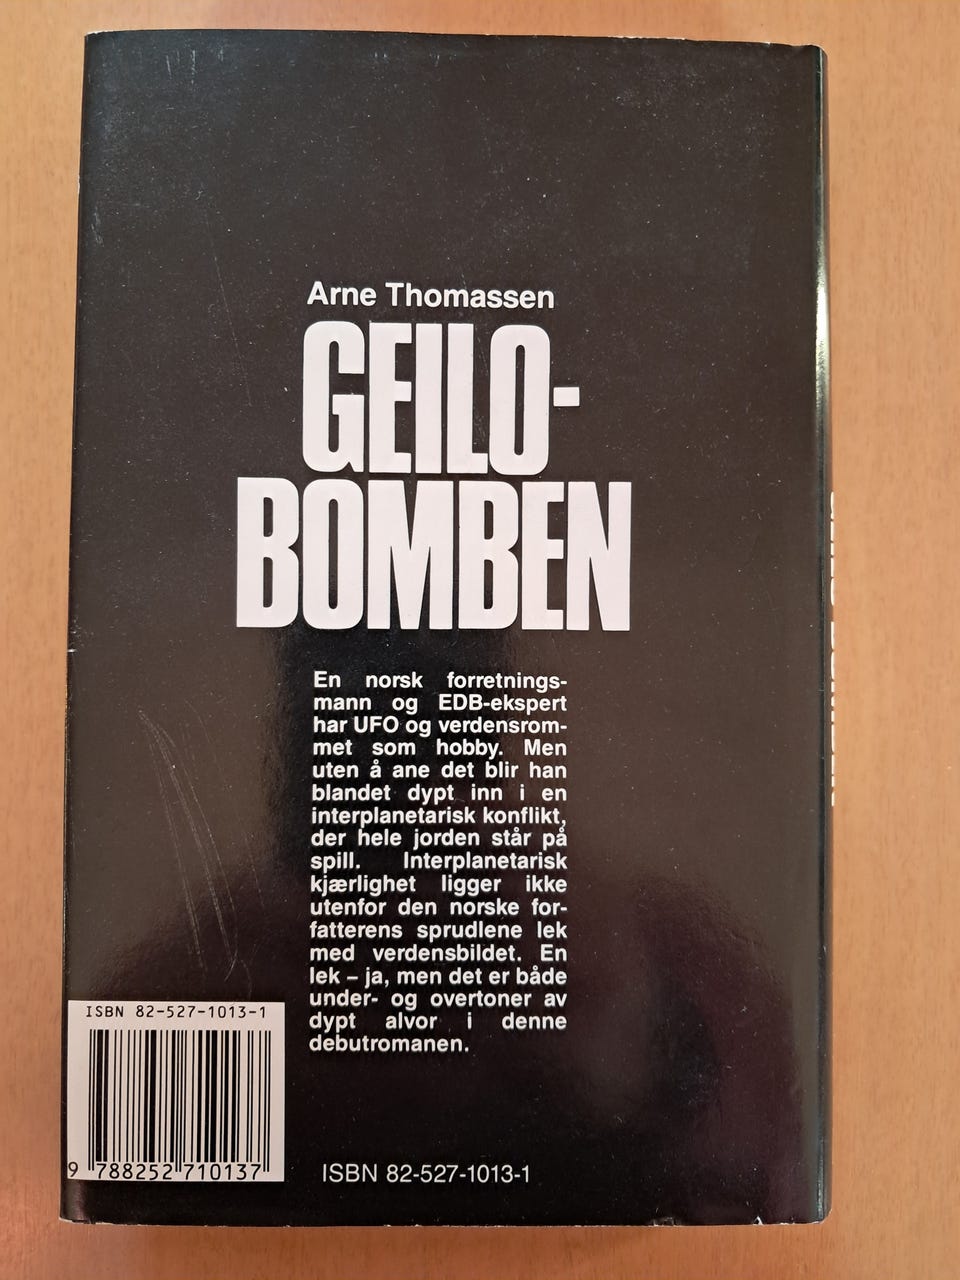 Arne Thomassen
GEILO-
BOMBEN
En norsk forretnings-
mann og EDB-ekspert
har UFO og verdensrom-
met som hobby. Men
uten å ane det blir han
blandet dypt inn i en
interplanetarisk konflikt,
der hele jorden står på
spill. Interplanetarisk
kjærlighet ligger ikke
utenfor den norske for-
fatterens sprudlene lek
med verdensbildet. En
lek – ja, men det er både
under- og overtoner av
dypt alvor i denne
debutromanen.
ISBN 82-527-1013-1
9 788252 710137
ISBN 82-527-1013-1